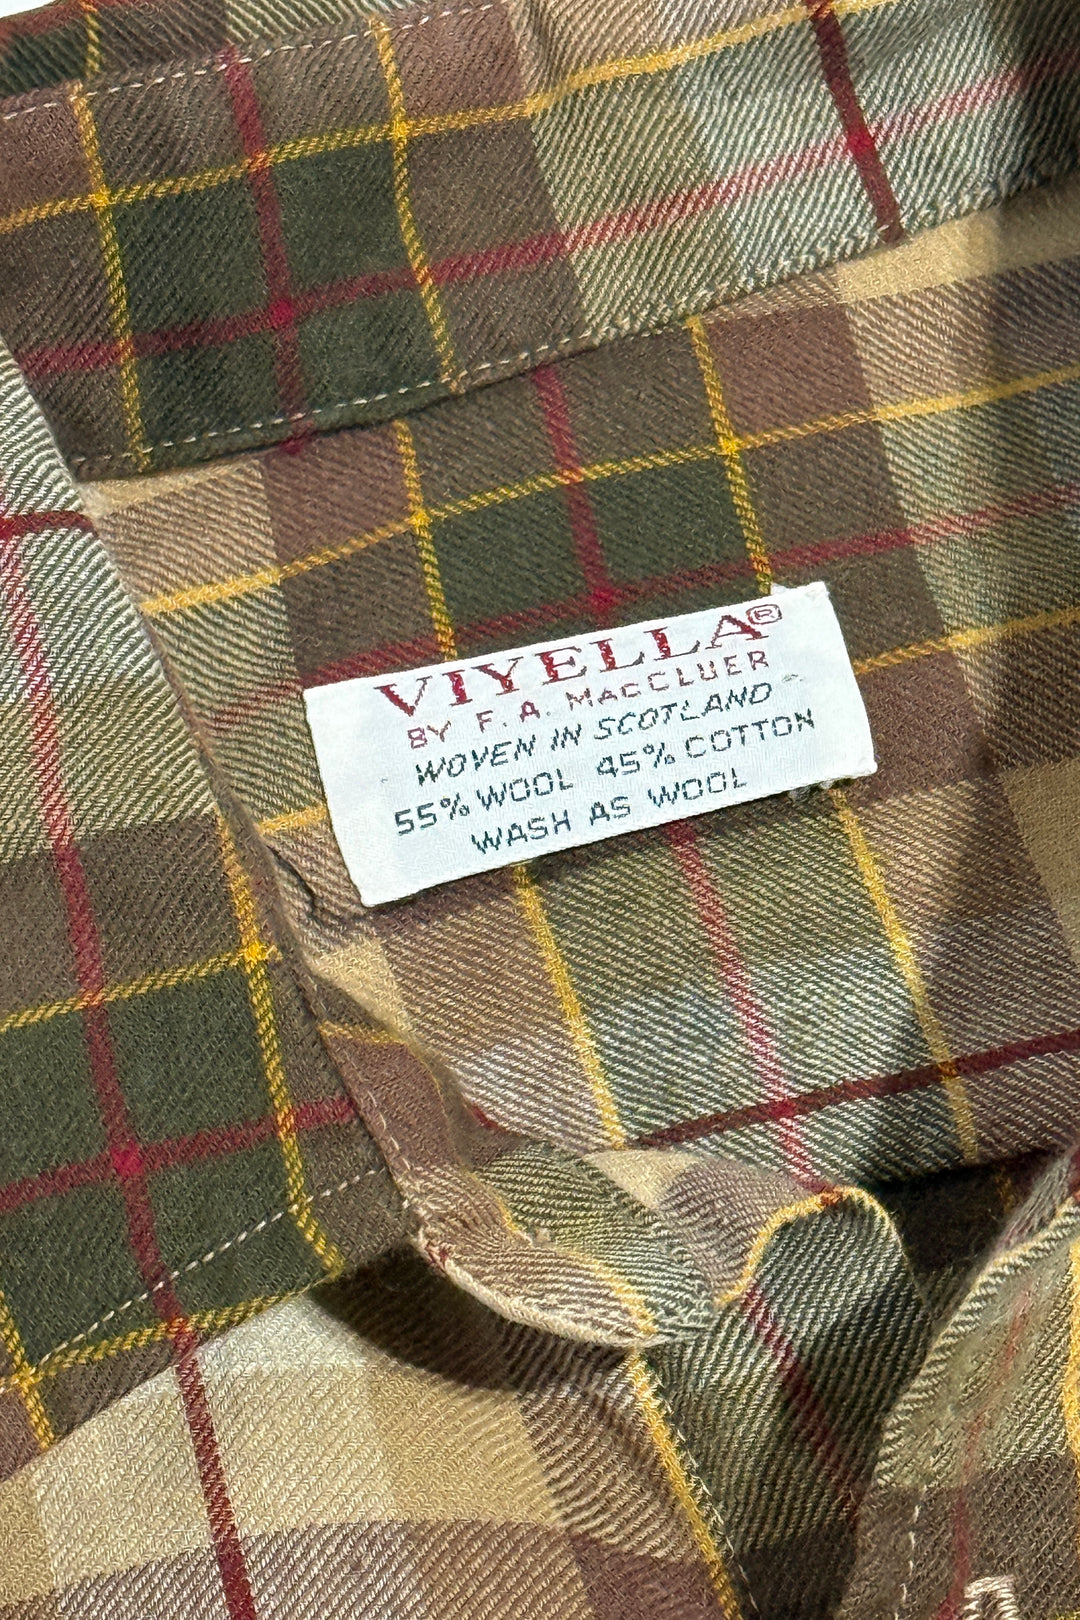 VIYELLA®
BY F.A. MACCLUER
WOVEN IN SCOTLAND
55% WOOL 45% COTTON
WASH AS WOOL